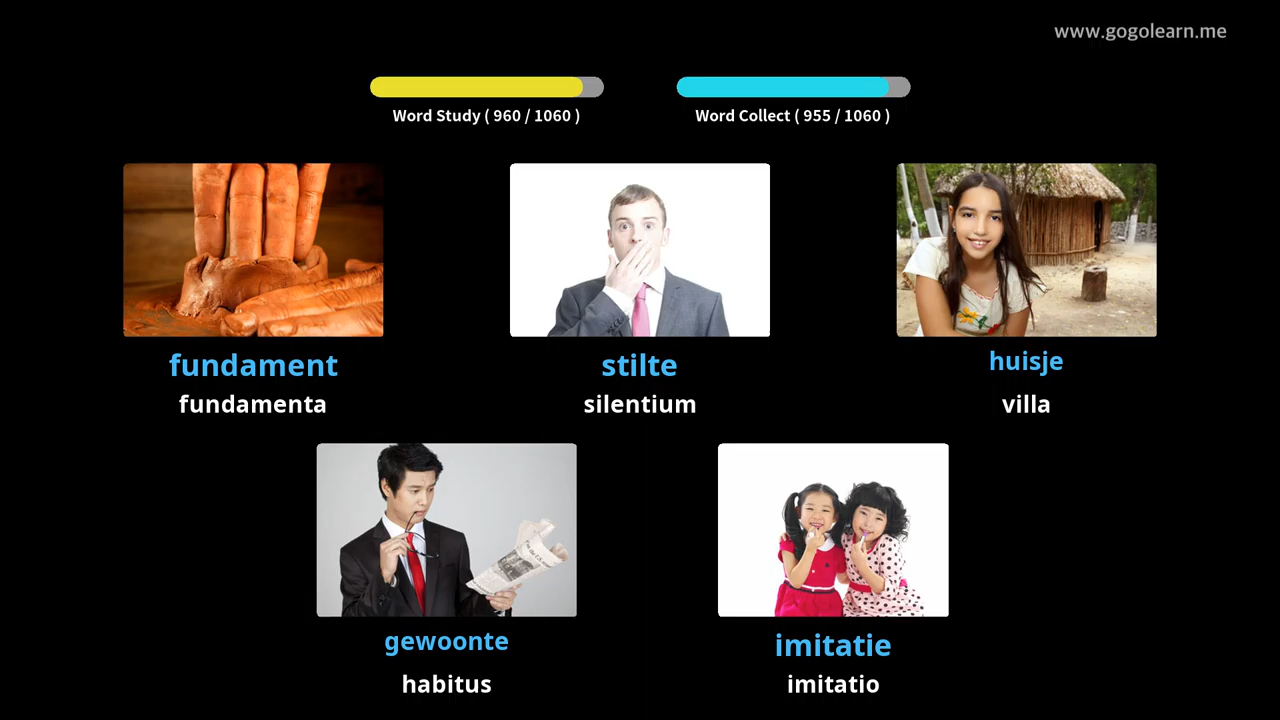 www.gogolearn.me
Word Study ( 960 / 1060 )
Word Collect ( 955 / 1060 )
fundament
fundamenta
stilte
silentium
huisje
villa
gewoonte
habitus
imitatie
imitatio